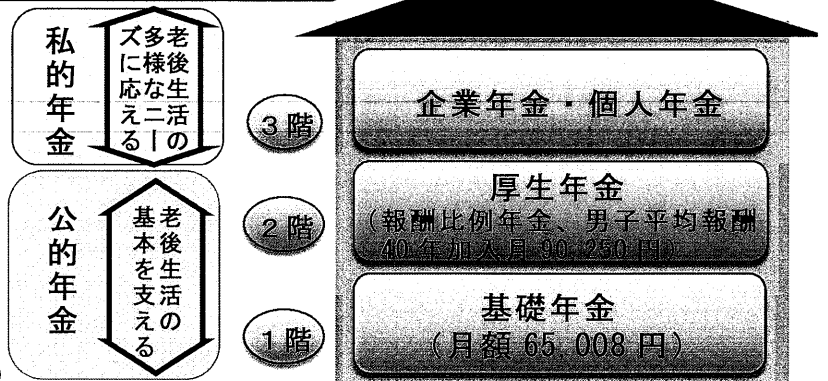 私的年金
老後生活の
多様なニー
ズに応える
3階
企業年金・個人年金
公的年金
老後生活の
基本を支える
2階
厚生年金
(報酬比例年金、男子平均報酬
40年加入月90,250円)
1階
基礎年金
(月額65,008円)